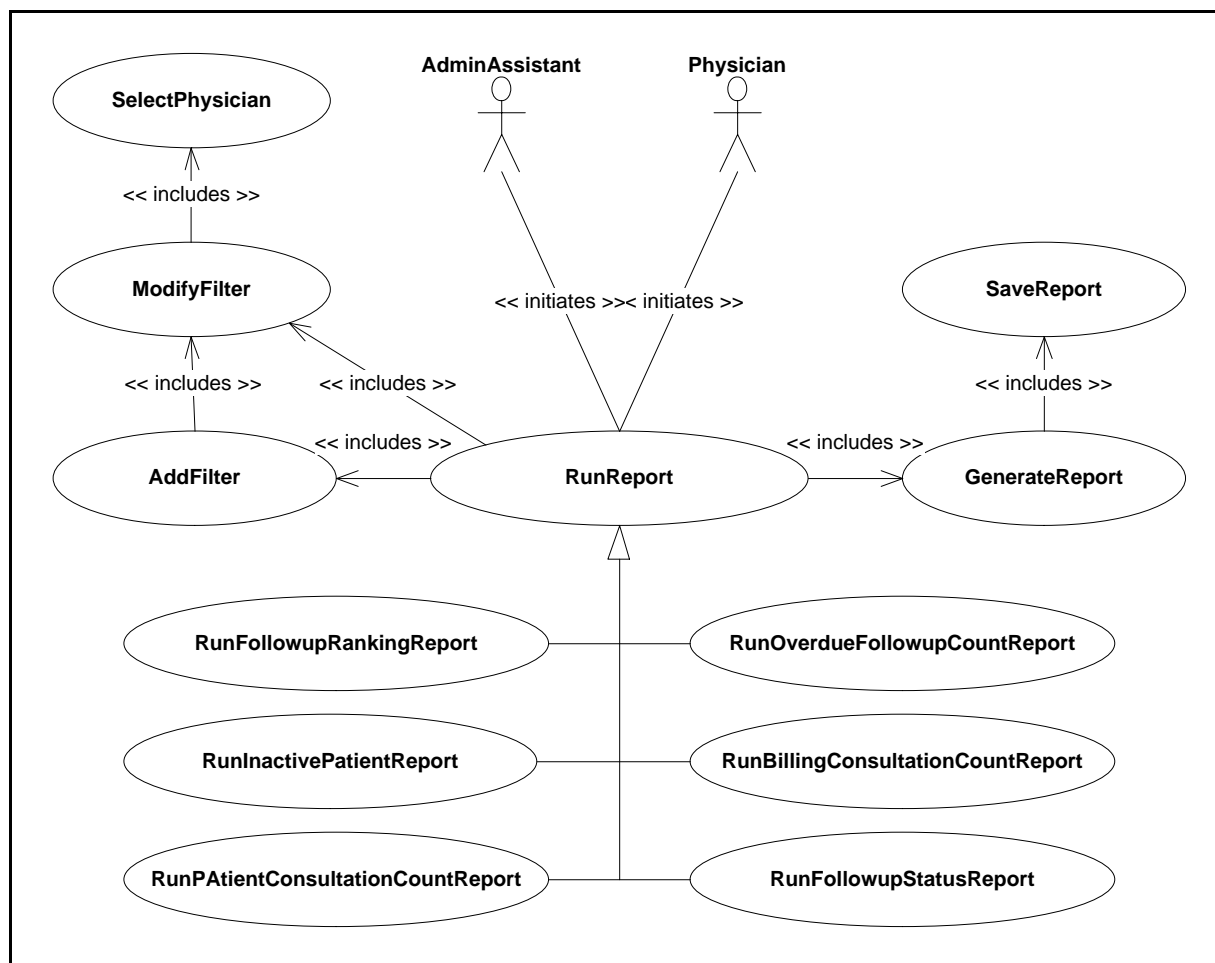 AdminAssistant
Physician
SelectPhysician
<< includes >>
ModifyFilter
<< initiates >>
< initiates >>
SaveReport
<< includes >>
<< includes >>
<< includes >>
<< includes >>
<< includes >>
AddFilter
RunReport
GenerateReport
RunFollowupRankingReport
RunOverdueFollowupCountReport
RunInactivePatientReport
RunBillingConsultationCountReport
RunPAtientConsultationCountReport
RunFollowupStatusReport